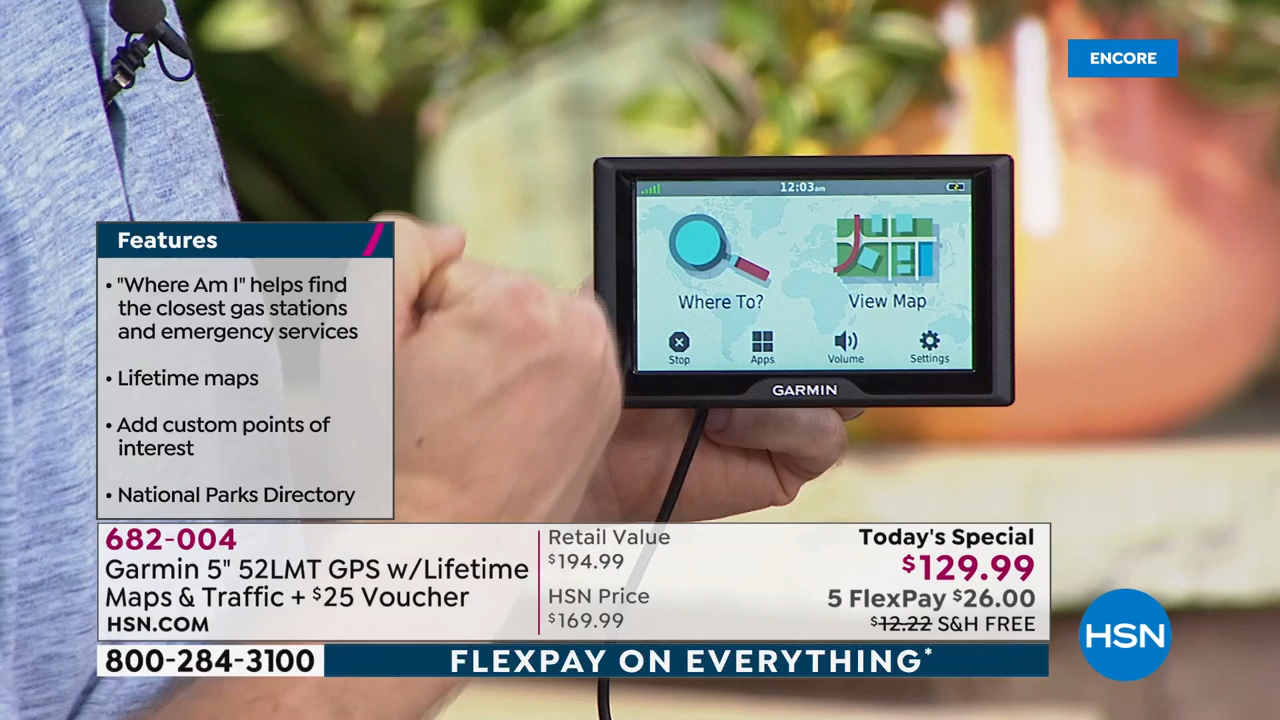 ENCORE
12:03am
Where To?
View Map
Stop
Apps
Volume
Settings
GARMIN
Features
• "Where Am I" helps find
the closest gas stations
and emergency services
• Lifetime maps
• Add custom points of
interest
• National Parks Directory
682-004
Garmin 5" 52LMT GPS w/Lifetime
Maps & Traffic + $25 Voucher
HSN.COM
Retail Value
$194.99
HSN Price
$169.99
Today's Special
$129.99
5 FlexPay $26.00
$12.22 S&H FREE
800-284-3100
FLEXPAY ON EVERYTHING*
HSN